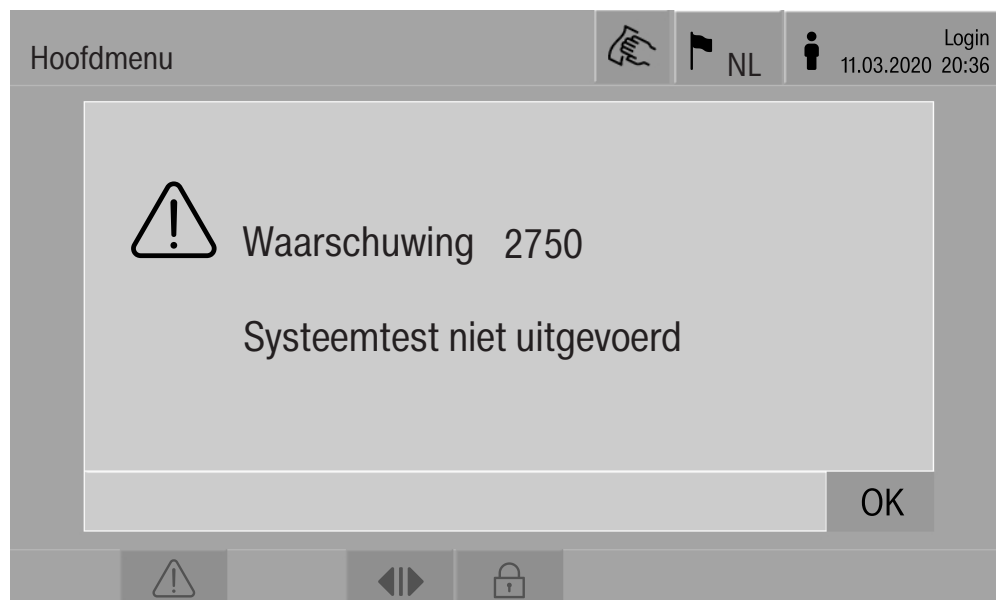 Hoofdmenu
NL
Login
11.03.2020 20:36
Waarschuwing 2750
Systeemtest niet uitgevoerd
OK